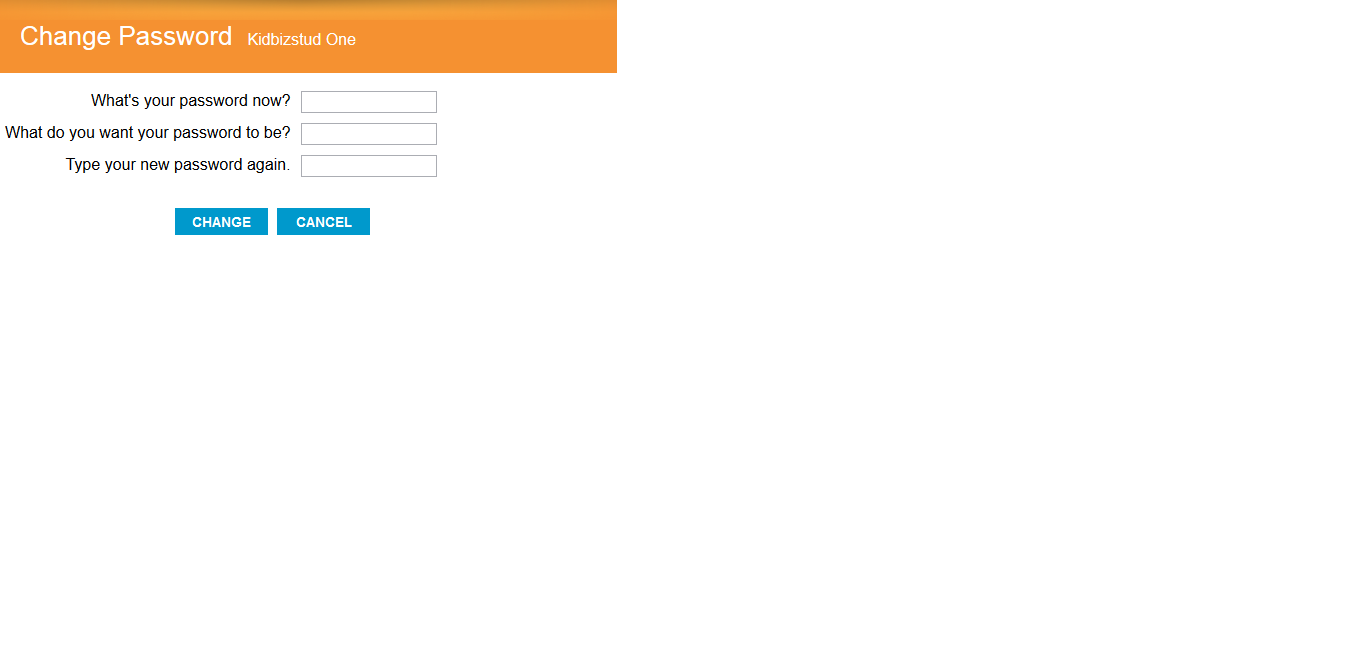 Change Password Kidbizstud One
What's your password now?
What do you want your password to be?
Type your new password again.
CHANGE CANCEL